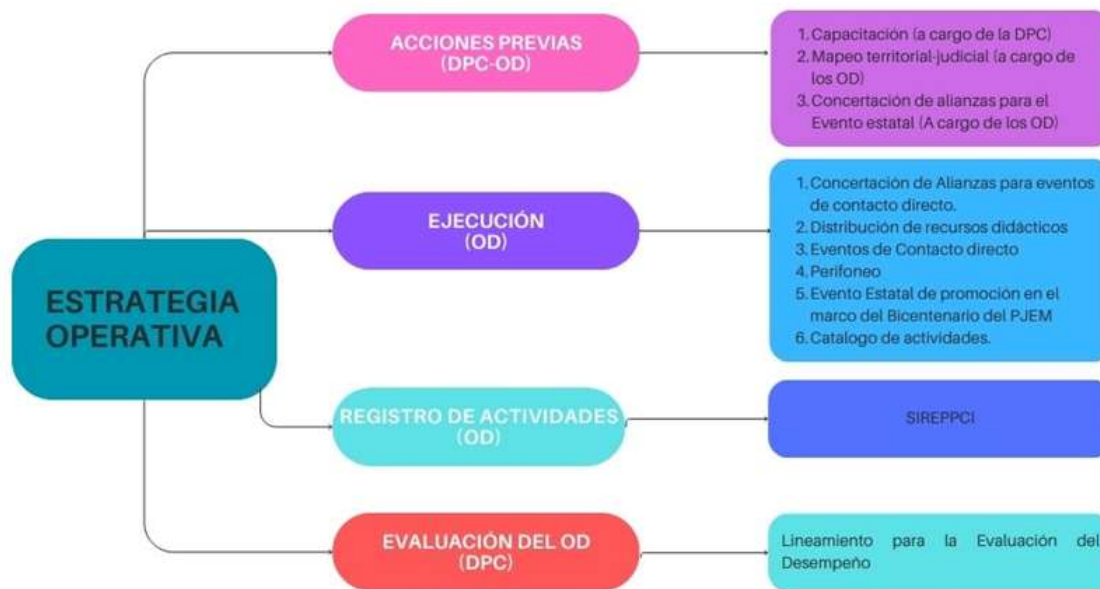 ACCIONES PREVIAS
(DPC-OD)
1. Capacitación (a cargo de la DPC)
2. Mapeo territorial-judicial (a cargo de
los OD)
3. Concertación de alianzas para el
Evento estatal (A cargo de los OD)
EJECUCIÓN
(OD)
1. Concertación de Alianzas para eventos
de contacto directo.
2. Distribución de recursos didácticos
3. Eventos de Contacto directo
4. Perifoneo
5. Evento Estatal de promoción en el
marco del Bicentenario del PJEM
6. Catalogo de actividades.
ESTRATEGIA
OPERATIVA
REGISTRO DE ACTIVIDADES
(OD)
SIREPPCI
EVALUACIÓN DEL OD
(DPC)
Lineamiento para la Evaluación del
Desempeño